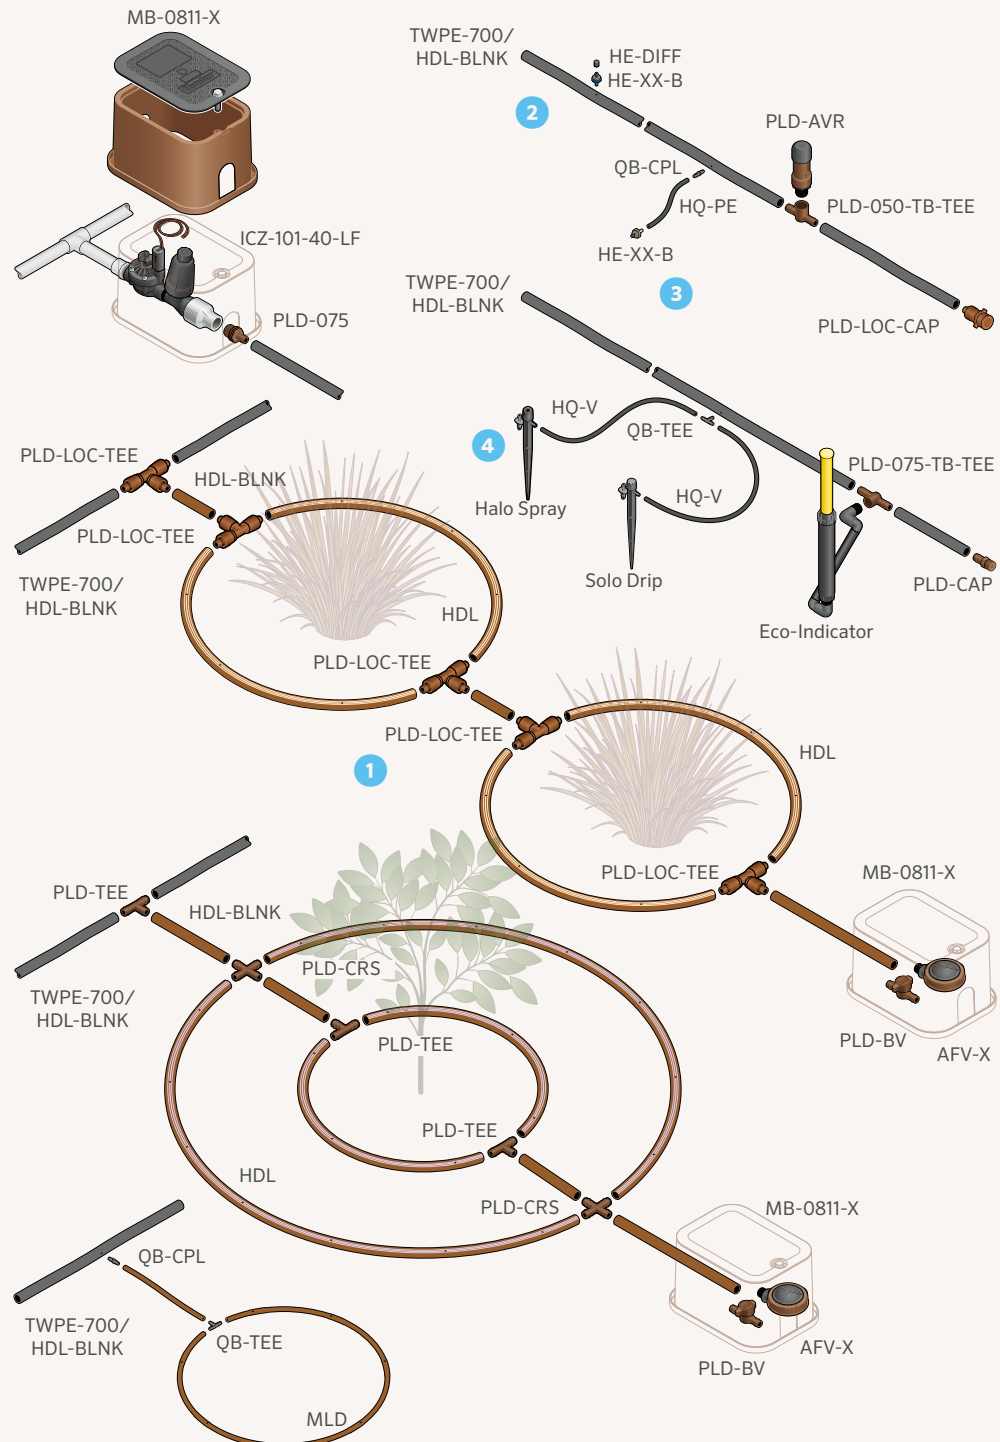 MB-0811-X
TWPE-700/
HDL-BLNK
HE-DIFF
HE-XX-B
2
PLD-AVR
QB-CPL
HQ-PE
PLD-050-TB-TEE
HE-XX-B
ICZ-101-40-LF
PLD-075
TWPE-700/
HDL-BLNK
3
PLD-LOC-CAP
HQ-V
QB-TEE
4
PLD-LOC-TEE
HDL-BLNK
PLD-075-TB-TEE
HQ-V
Halo Spray
PLD-LOC-TEE
Solo Drip
TWPE-700/
HDL-BLNK
PLD-CAP
HDL
Eco-Indicator
PLD-LOC-TEE
PLD-LOC-TEE
HDL
1
PLD-LOC-TEE
MB-0811-X
PLD-TEE
HDL-BLNK
PLD-CRS
TWPE-700/
HDL-BLNK
PLD-TEE
PLD-BV
AFV-X
PLD-TEE
HDL
PLD-CRS
MB-0811-X
QB-CPL
TWPE-700/
HDL-BLNK
QB-TEE
AFV-X
PLD-BV
MLD